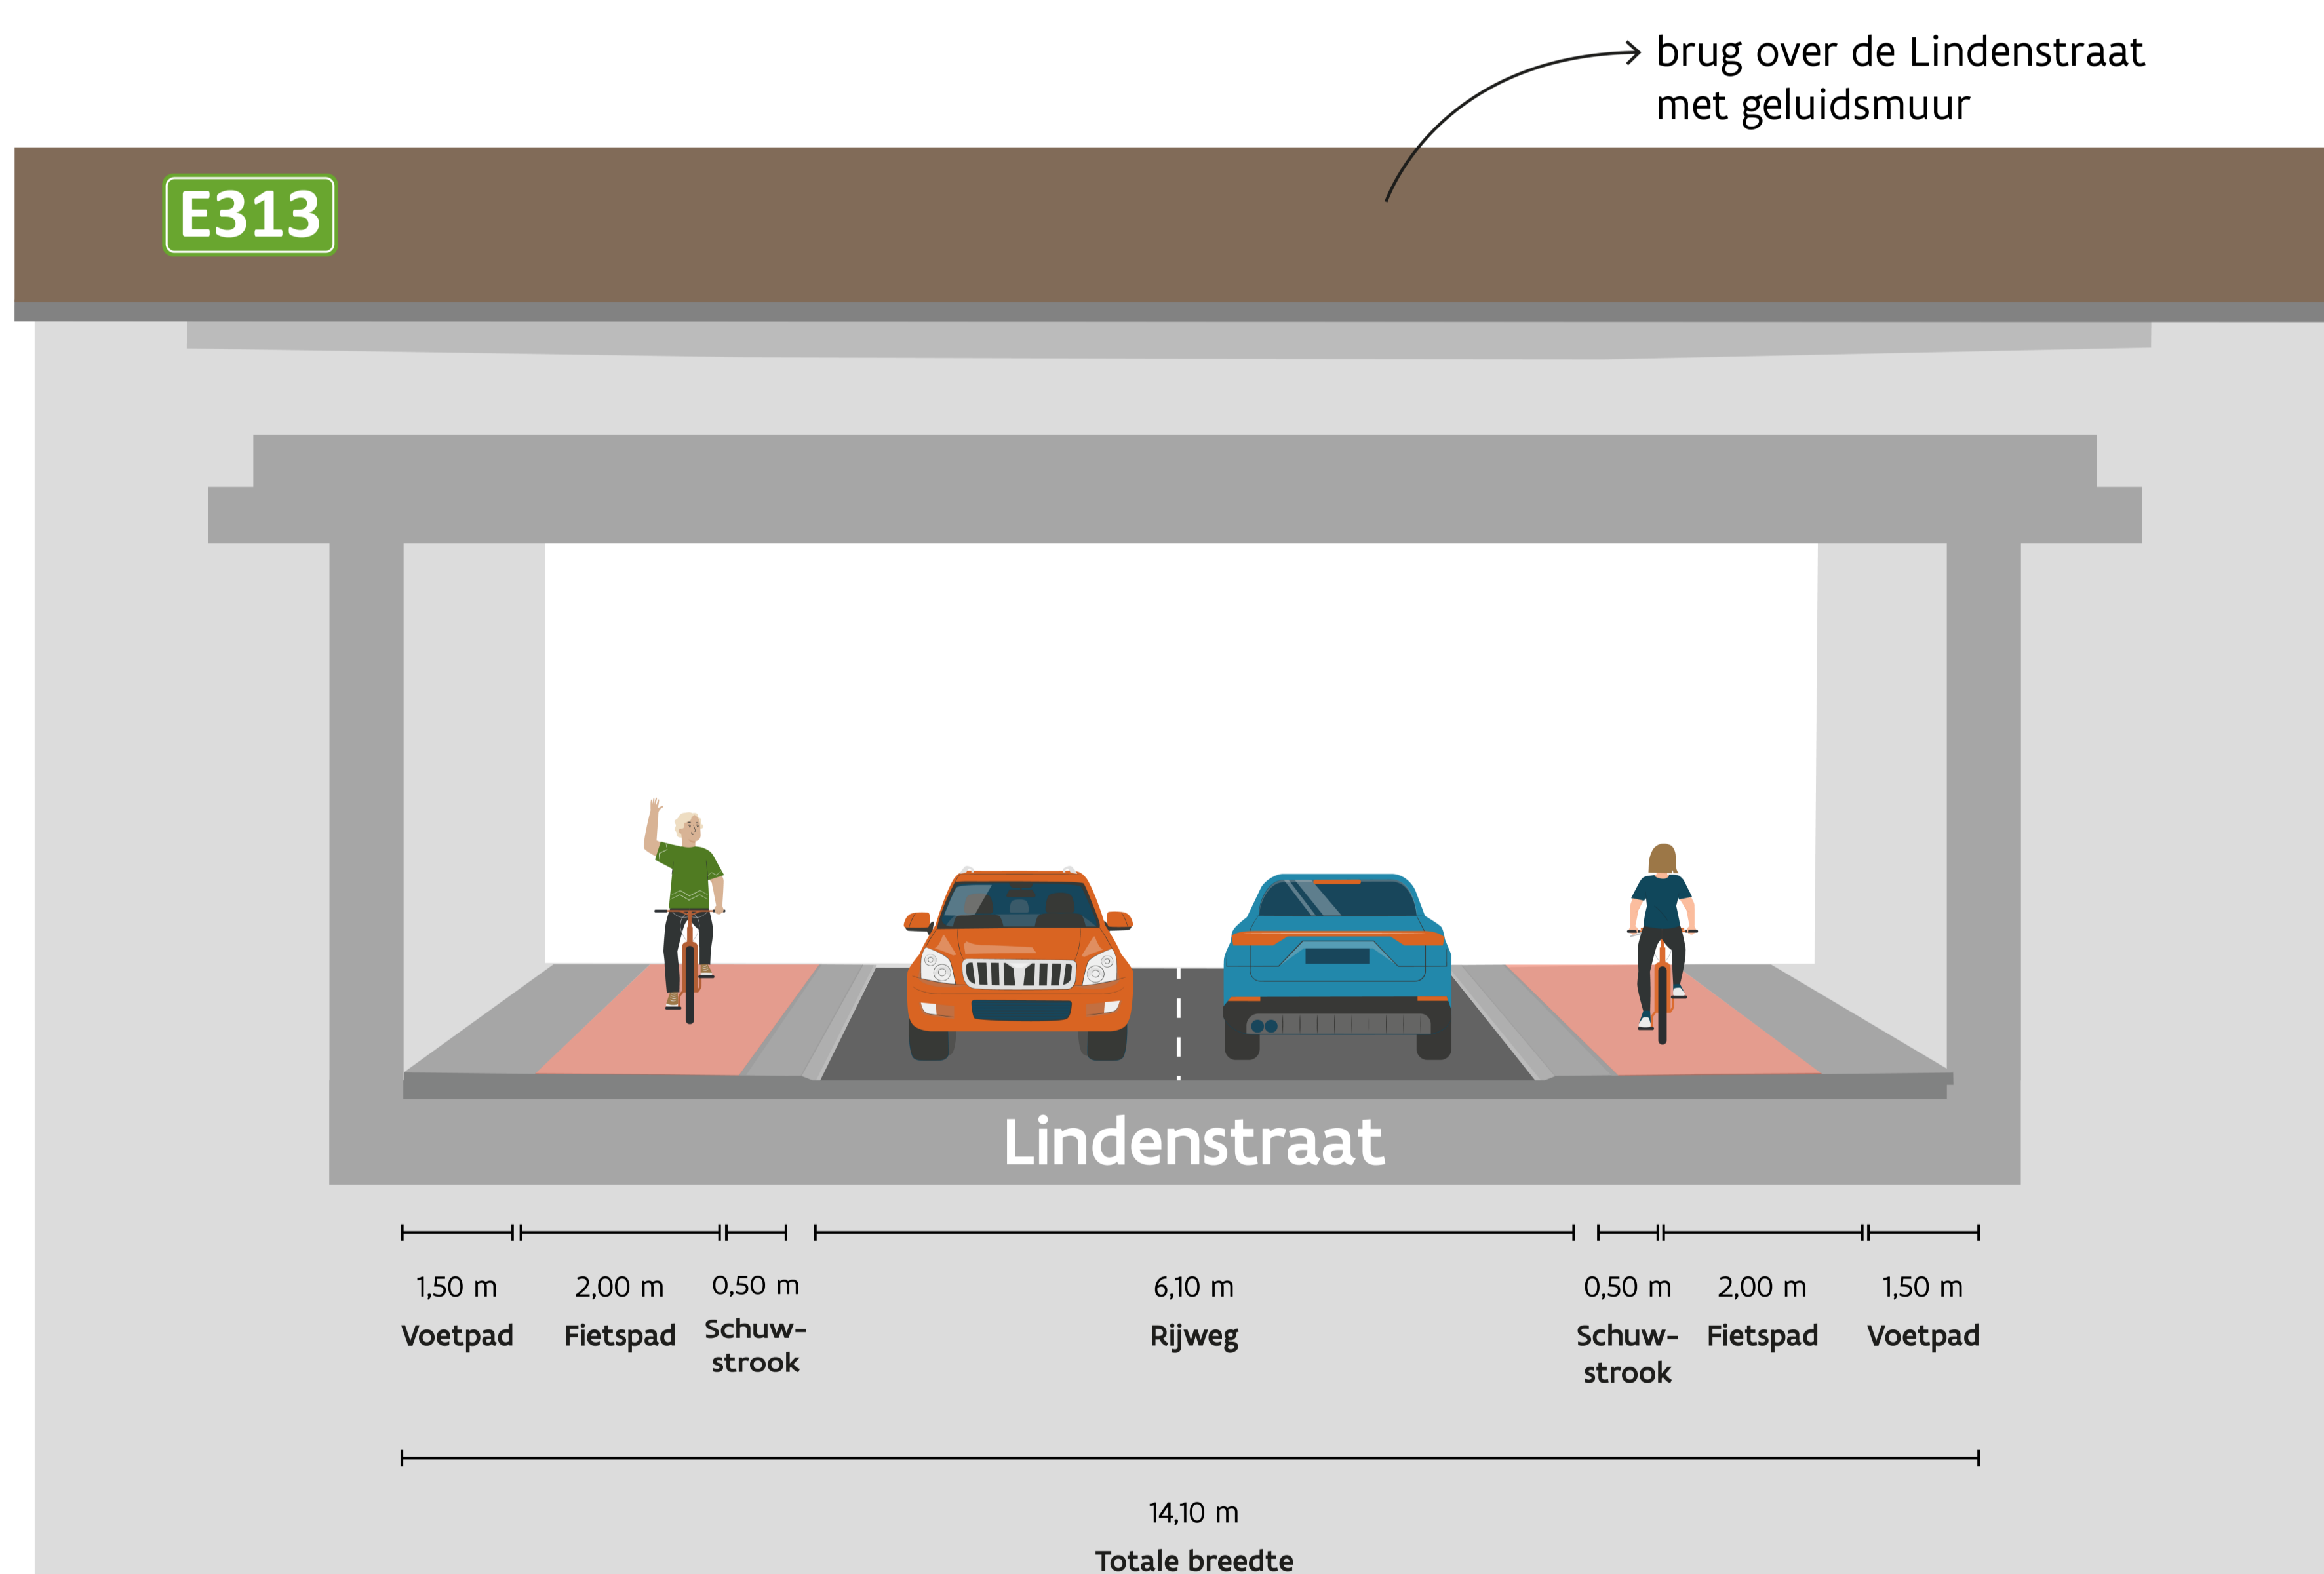 brug over de Lindenstraat
met geluidsmuur
E313
Lindenstraat
1,50 m
Voetpad
2,00 m
Fietspad
0,50 m
Schuw-
strook
6,10 m
Rijweg
0,50 m
Schuw-
strook
2,00 m
Fietspad
1,50 m
Voetpad
14,10 m
Totale breedte